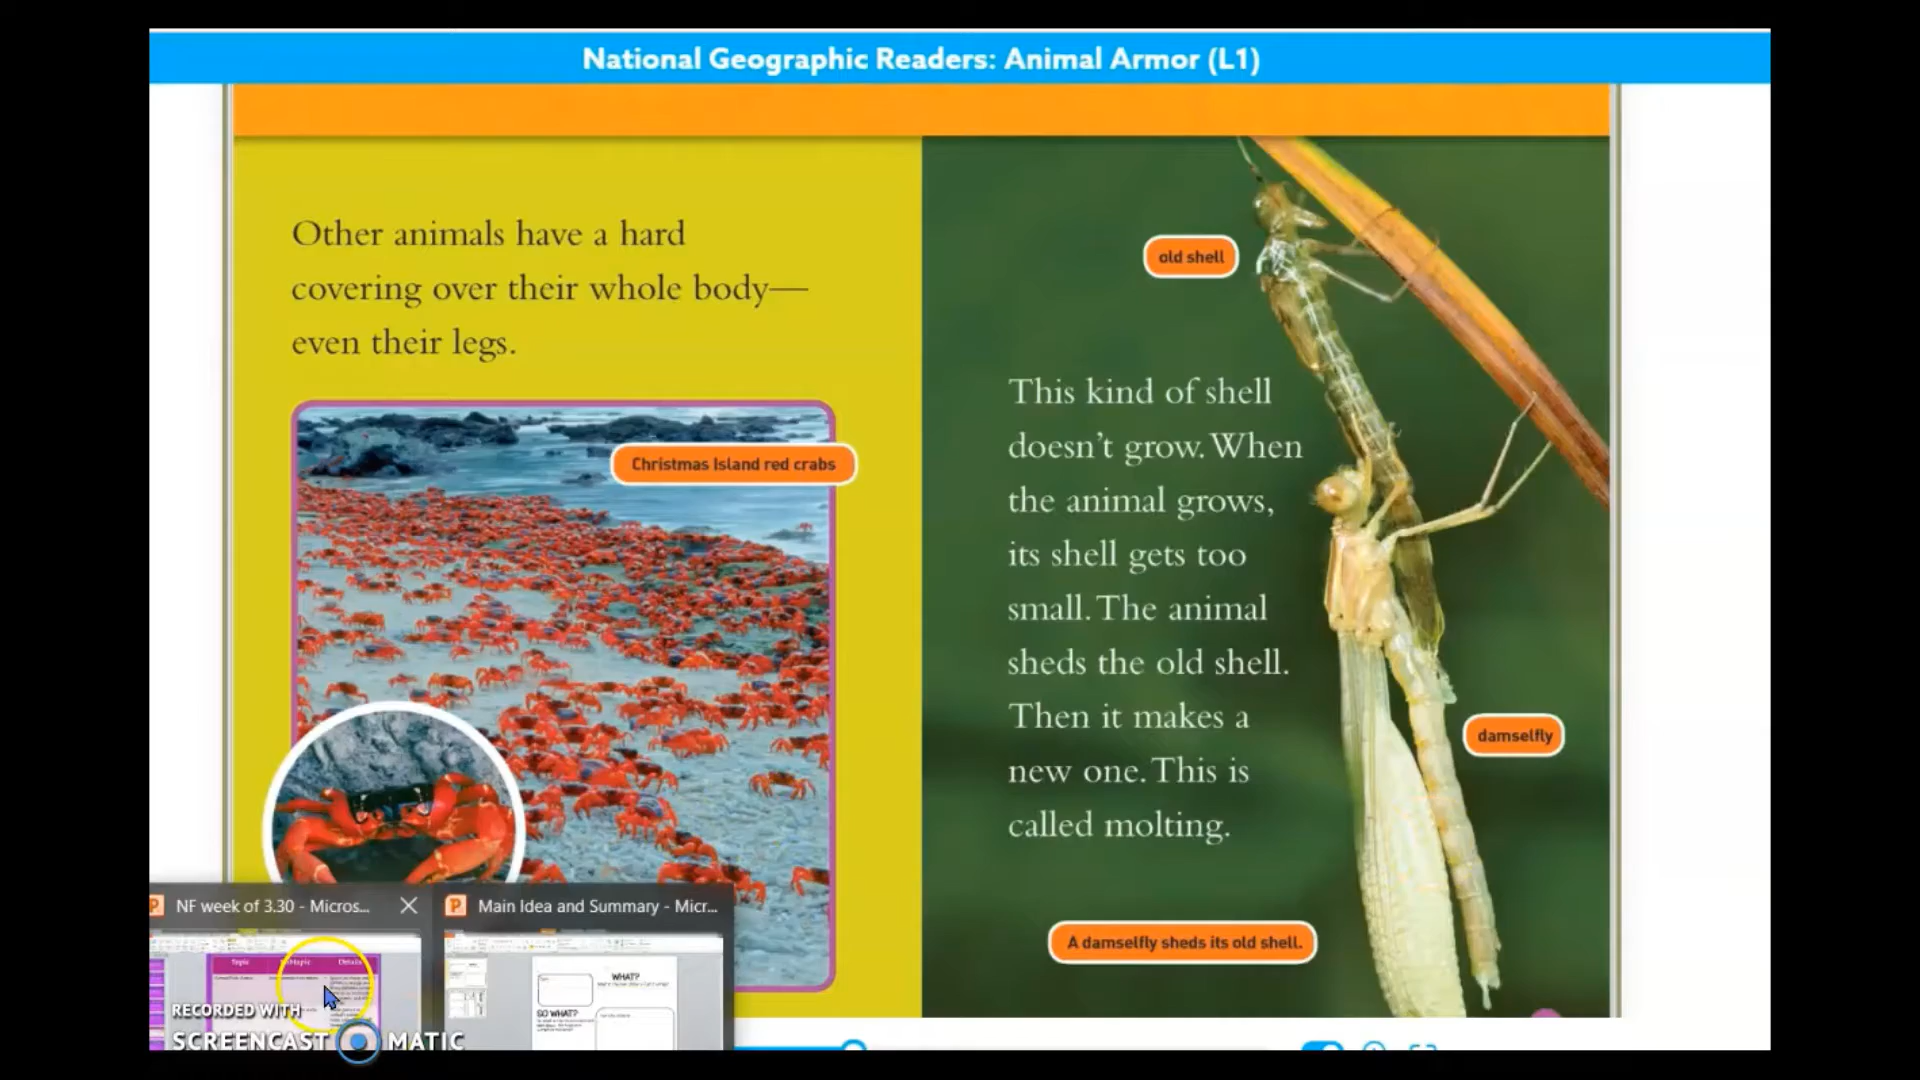 National Geographic Readers: Animal Armor (L1)
Other animals have a hard
covering over their whole body—
even their legs.
Christmas Island red crabs
old shell
This kind of shell
doesn't grow. When
the animal grows,
its shell gets too
small. The animal
sheds the old shell.
Then it makes a
new one. This is
called molting.
damselfly
A damselfly sheds its old shell.
NF week of 3.30 - Micros...
Main Idea and Summary - Micr...
Topic
Details
WHAT?
SO WHAT?
RECORDED WITH
SCREENCAST MATIC